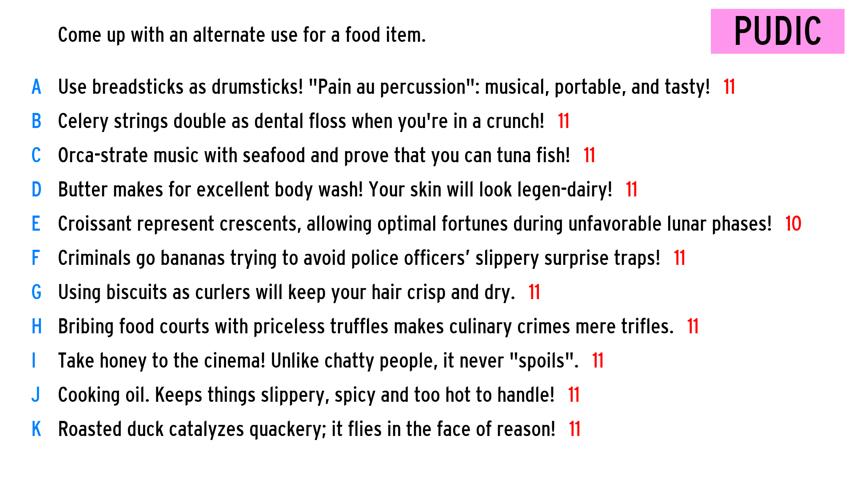 Come up with an alternate use for a food item.
PUDIC
A Use breadsticks as drumsticks! "Pain au percussion": musical, portable, and tasty! 11
B Celery strings double as dental floss when you're in a crunch! 11
C Orca-strate music with seafood and prove that you can tuna fish! 11
D Butter makes for excellent body wash! Your skin will look legen-dairy! 11
E Croissant represent crescents, allowing optimal fortunes during unfavorable lunar phases! 10
F Criminals go bananas trying to avoid police officers’ slippery surprise traps! 11
G Using biscuits as curlers will keep your hair crisp and dry. 11
H Bribing food courts with priceless truffles makes culinary crimes mere trifles. 11
I Take honey to the cinema! Unlike chatty people, it never "spoils". 11
J Cooking oil. Keeps things slippery, spicy and too hot to handle! 11
K Roasted duck catalyzes quackery; it flies in the face of reason! 11